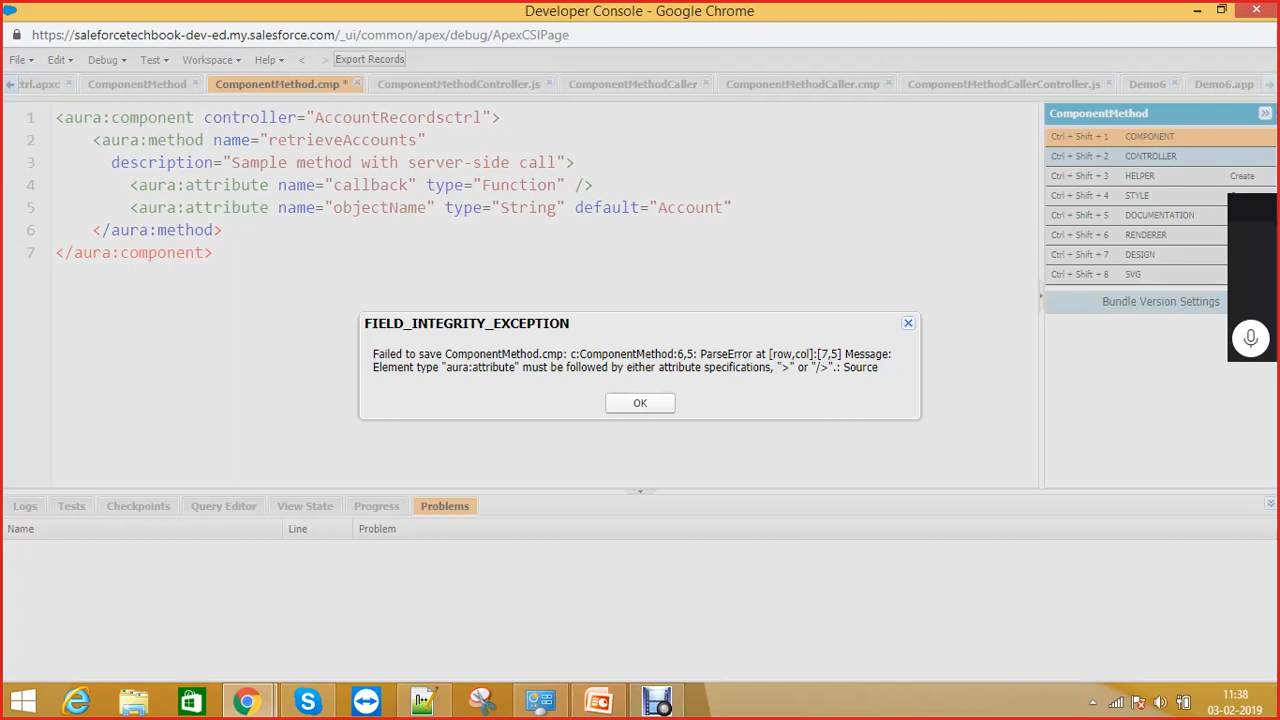 Developer Console - Google Chrome
https://saleforcetechbook-dev-ed.my.salesforce.com/_ui/common/apex/debug/ApexCSIPage
File Edit Debug Test Workspace Help < > Export Records
ctrl.apxc ComponentMethod ComponentMethod.cmp * ComponentMethodController.js ComponentMethodCaller ComponentMethodCaller.cmp ComponentMethodCallerController.js Demo6 Demo6.app
1 <aura:component controller="AccountRecordsctrl">
2 <aura:method name="retrieveAccounts"
3 description="Sample method with server-side call">
4 <aura:attribute name="callback" type="Function" />
5 <aura:attribute name="objectName" type="String" default="Account"
6 </aura:method>
7 </aura:component>
ComponentMethod
Ctrl + Shift + 1 COMPONENT
Ctrl + Shift + 2 CONTROLLER
Ctrl + Shift + 3 HELPER Create
Ctrl + Shift + 4 STYLE
Ctrl + Shift + 5 DOCUMENTATION
Ctrl + Shift + 6 RENDERER
Ctrl + Shift + 7 DESIGN
Ctrl + Shift + 8 SVG
Bundle Version Settings
FIELD_INTEGRITY_EXCEPTION
Failed to save ComponentMethod.cmp: c:ComponentMethod:6,5: ParseError at [row,col]:[7,5] Message:
Element type "aura:attribute" must be followed by either attribute specifications, ">" or "/>".: Source
OK
Logs Tests Checkpoints Query Editor View State Progress Problems
Name Line Problem
11:38
03-02-2019